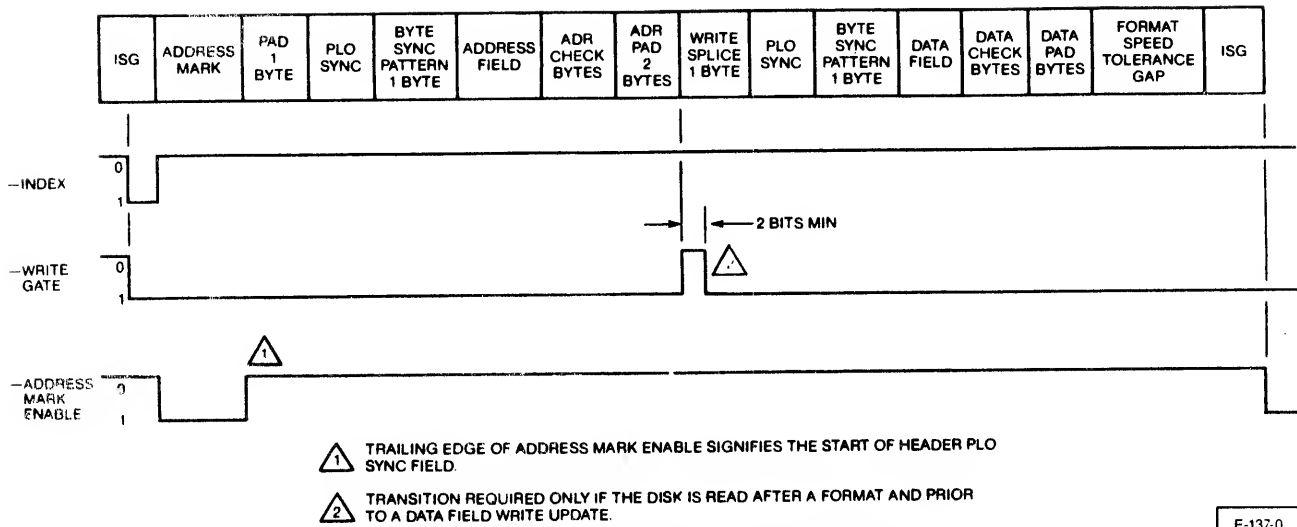 ISG
ADDRESS
MARK
PAD
1
BYTE
PLO
SYNC
BYTE
SYNC
PATTERN
1 BYTE
ADDRESS
FIELD
ADR
CHECK
BYTES
ADR
PAD
2
BYTES
WRITE
SPLICE
1 BYTE
PLO
SYNC
BYTE
SYNC
PATTERN
1 BYTE
DATA
FIELD
DATA
CHECK
BYTES
DATA
PAD
BYTES
FORMAT
SPEED
TOLERANCE
GAP
ISG
—INDEX
0
1
2 BITS MIN
—WRITE
GATE
0
1
1
—ADDRESS
MARK
ENABLE
0
1
1 TRAILING EDGE OF ADDRESS MARK ENABLE SIGNIFIES THE START OF HEADER PLO
SYNC FIELD.
2 TRANSITION REQUIRED ONLY IF THE DISK IS READ AFTER A FORMAT AND PRIOR
TO A DATA FIELD WRITE UPDATE.